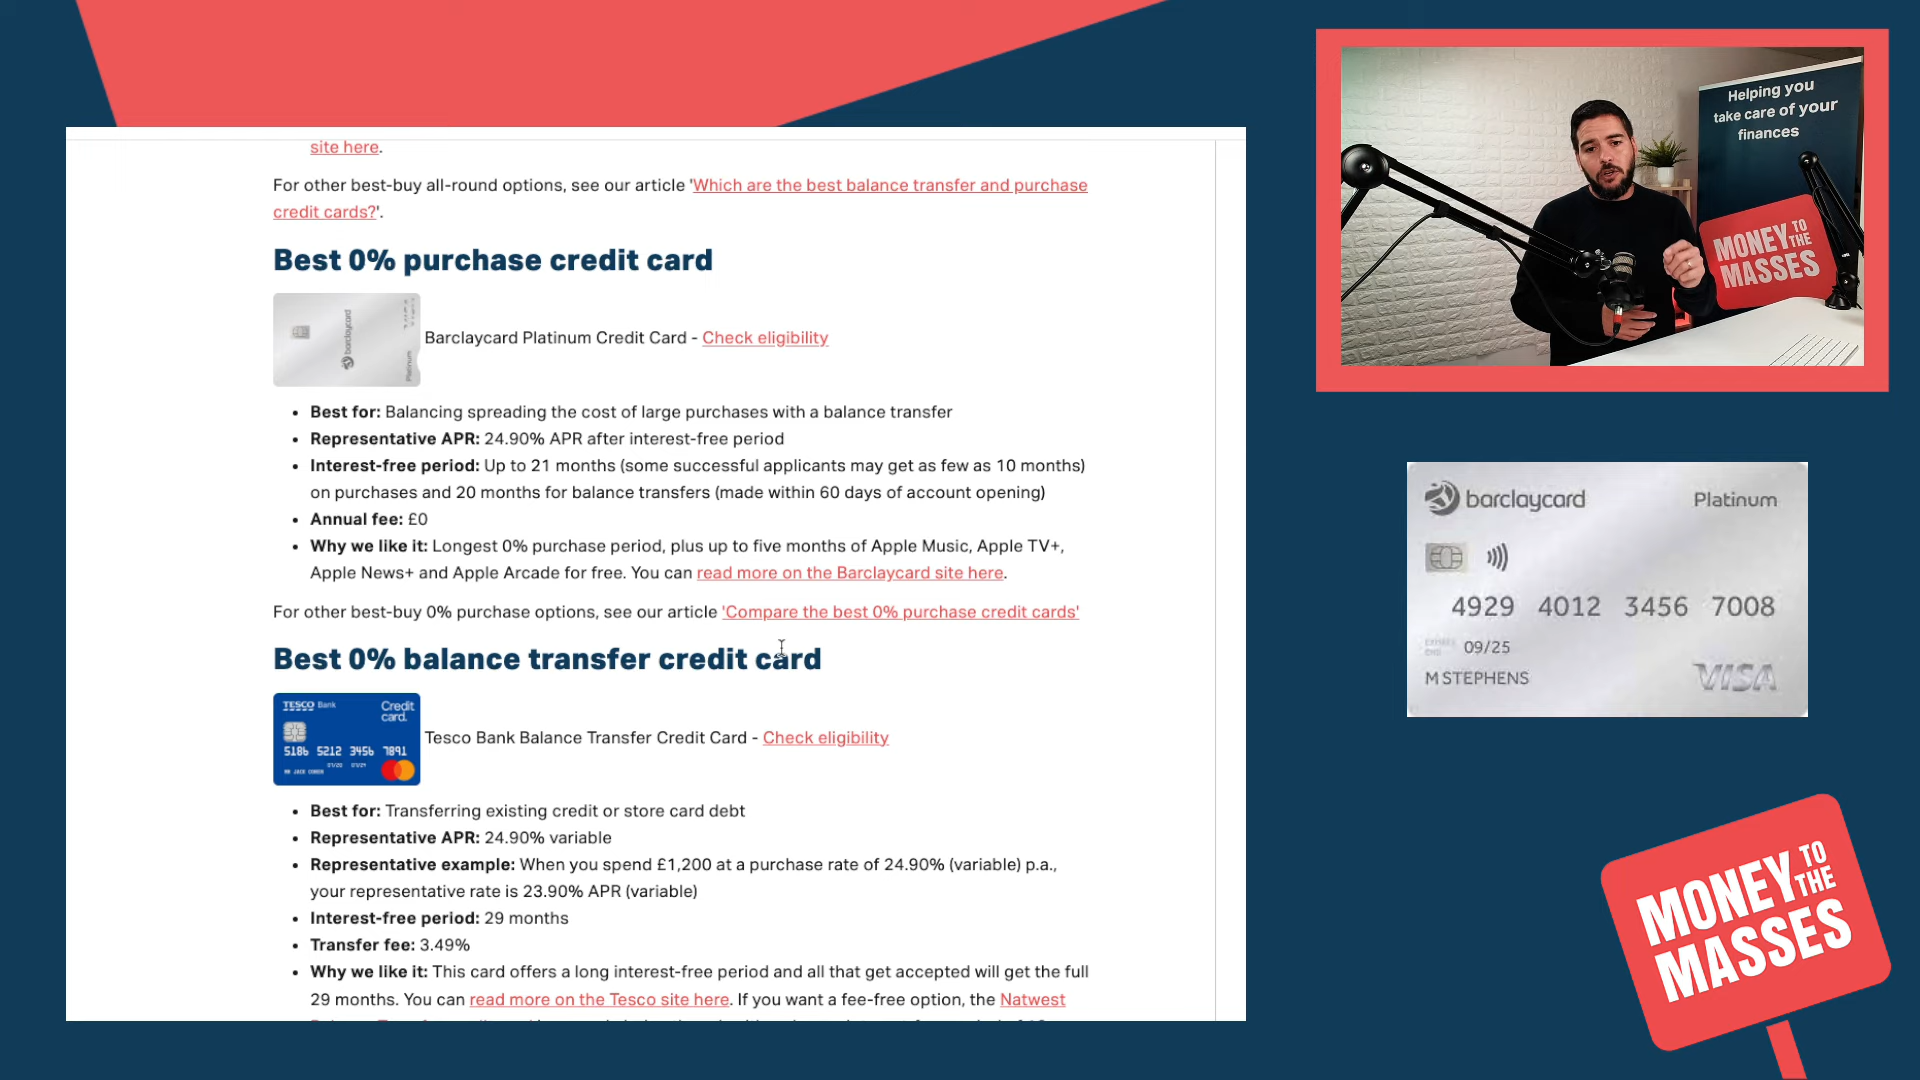 site here.
For other best-buy all-round options, see our article 'Which are the best balance transfer and purchase
credit cards?'.
Best 0% purchase credit card
barclaycard
Platinum
Barclaycard Platinum Credit Card - Check eligibility
• Best for: Balancing spreading the cost of large purchases with a balance transfer
• Representative APR: 24.90% APR after interest-free period
• Interest-free period: Up to 21 months (some successful applicants may get as few as 10 months)
on purchases and 20 months for balance transfers (made within 60 days of account opening)
• Annual fee: £0
• Why we like it: Longest 0% purchase period, plus up to five months of Apple Music, Apple TV+,
Apple News+ and Apple Arcade for free. You can read more on the Barclaycard site here.
For other best-buy 0% purchase options, see our article 'Compare the best 0% purchase credit cards'
Best 0% balance transfer credit card
TESCO Bank
Credit
card.
5186 5212 3456 7891
Tesco Bank Balance Transfer Credit Card - Check eligibility
• Best for: Transferring existing credit or store card debt
• Representative APR: 24.90% variable
• Representative example: When you spend £1,200 at a purchase rate of 24.90% (variable) p.a.,
your representative rate is 23.90% APR (variable)
• Interest-free period: 29 months
• Transfer fee: 3.49%
• Why we like it: This card offers a long interest-free period and all that get accepted will get the full
29 months. You can read more on the Tesco site here. If you want a fee-free option, the Natwest
Helping you
take care of your
finances
MONEY TO THE
MASSES
barclaycard
Platinum
4929 4012 3456 7008
09/25
M STEPHENS
VISA
MONEY TO THE
MASSES